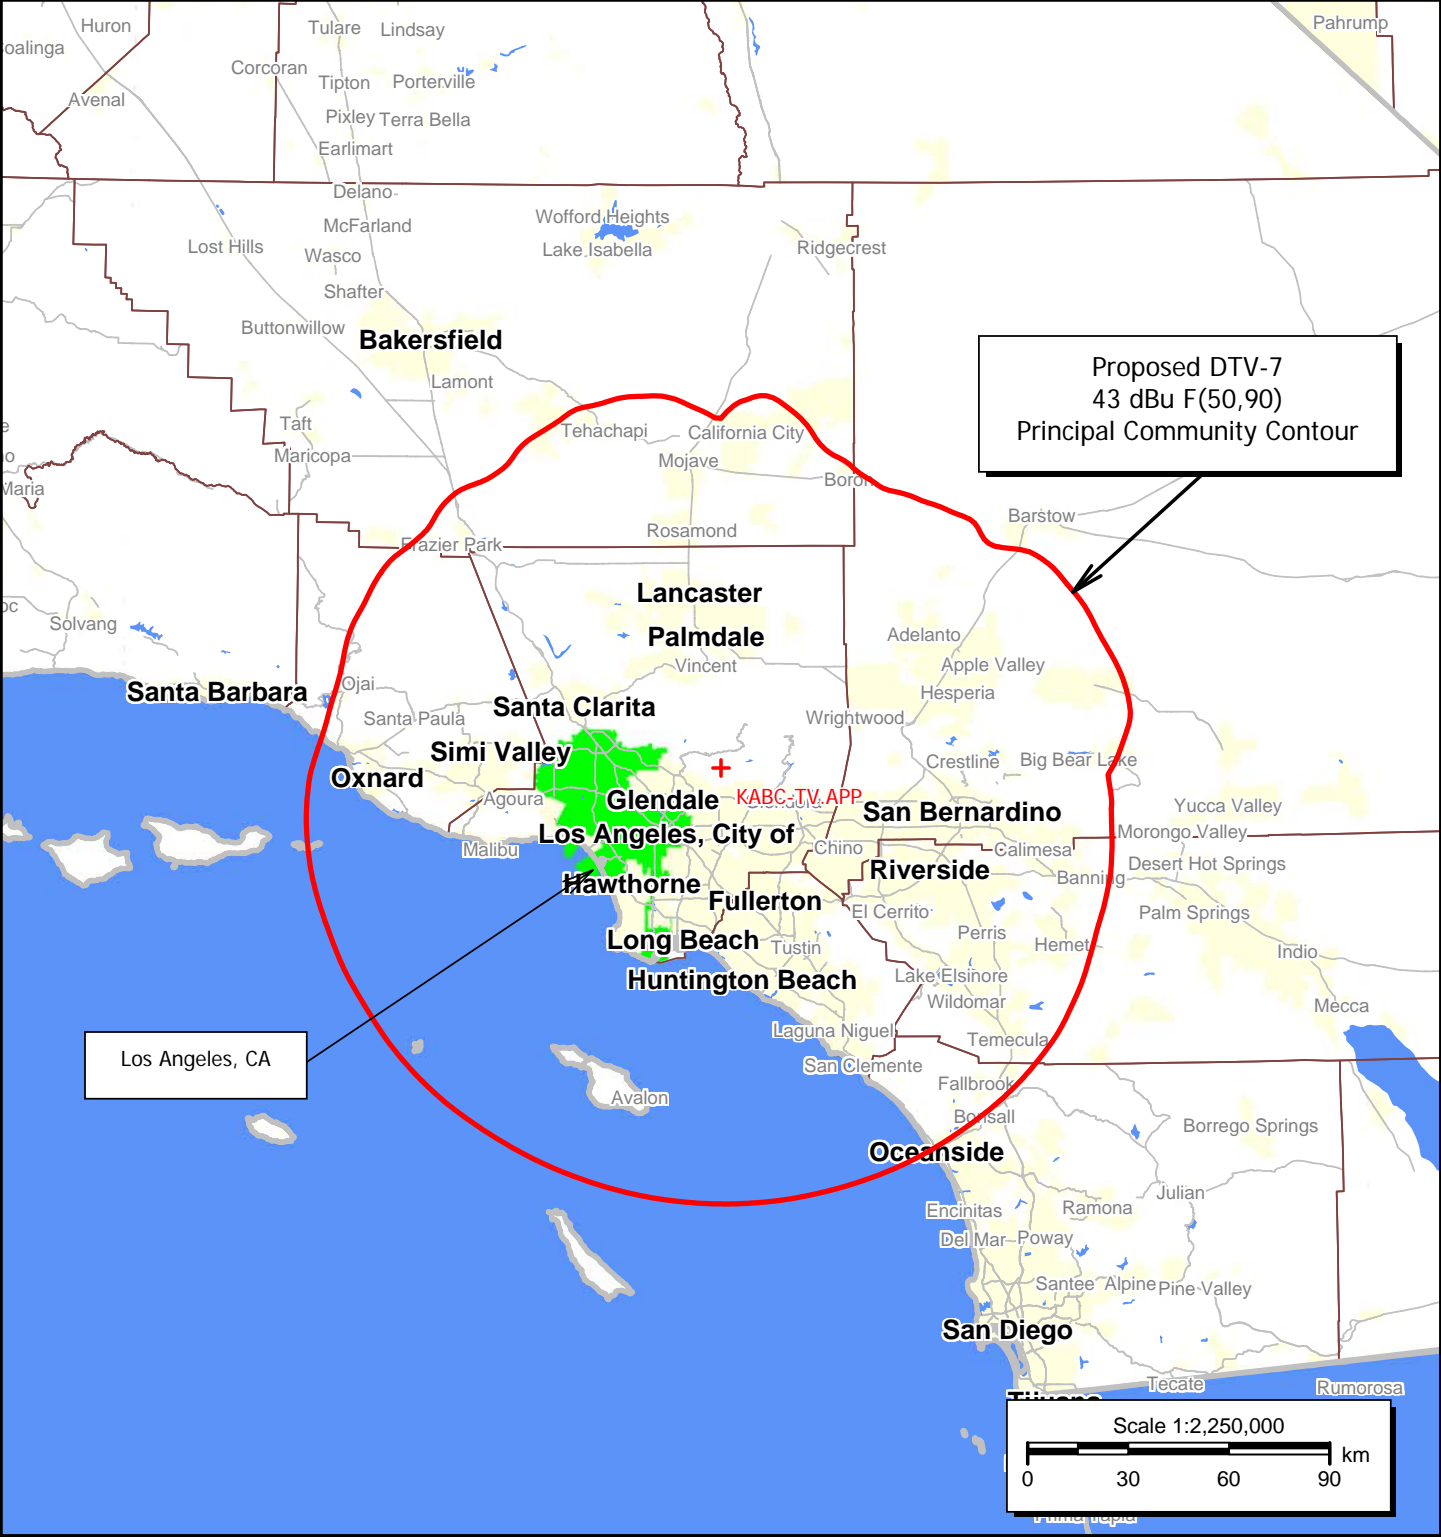 Huron
Tulare
Lindsay
Pahrump
oalinga
Corcoran
Tipton
Porterville
Avenal
Pixley
Terra Bella
Earlimart
Delano
Wofford Heights
McFarland
Lost Hills
Wasco
Lake Isabella
Ridgecrest
Shafter
Buttonwillow
Bakersfield
Proposed DTV-7
43 dBu F(50,90)
Principal Community Contour
Lamont
Taft
Tehachapi
California City
Maricopa
Mojave
Boron
Maria
Barstow
Rosamond
Frazier Park
Lancaster
Solvang
Palmdale
Adelanto
Vincent
Apple Valley
Ojai
Santa Barbara
Hesperia
Santa Clarita
Santa Paula
Wrightwood
Simi Valley
Crestline
Big Bear Lake
Oxnard
KABC-TV.APP
Agoura
Glendale
Glendora
San Bernardino
Yucca Valley
Los Angeles, City of
Morongo Valley
Malibu
Chino
Calimesa
Desert Hot Springs
Riverside
Banning
Hawthorne
Fullerton
El Cerrito
Palm Springs
Perris
Long Beach
Tustin
Hemet
Indio
Huntington Beach
Lake Elsinore
Wildomar
Mecca
Laguna Niguel
Temecula
Los Angeles, CA
San Clemente
Fallbrook
Avalon
Bonsall
Borrego Springs
Oceanside
Julian
Encinitas
Ramona
Del Mar
Poway
Santee
Alpine
Pine Valley
San Diego
Tecate
Rumorosa
Tijuana
Scale 1:2,250,000
km
0 30 60 90